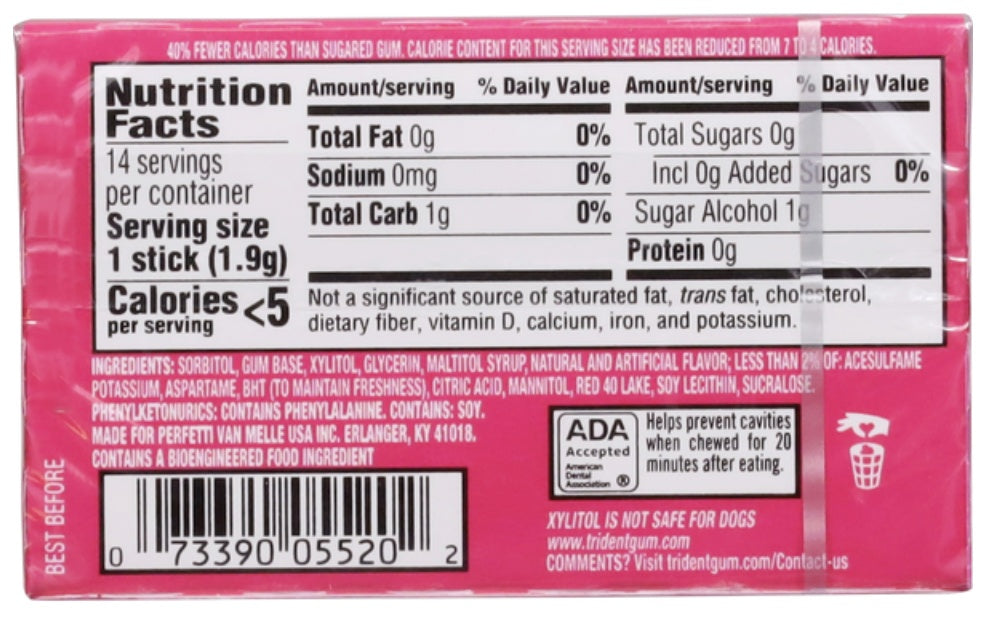 40% FEWER CALORIES THAN SUGARED GUM. CALORIE CONTENT FOR THIS SERVING SIZE HAS BEEN REDUCED FROM 7 TO 4 CALORIES.
Nutrition
Facts
14 servings
per container
Serving size
1 stick (1.9g)
Calories <5
per serving
Amount/serving % Daily Value
Total Fat 0g 0%
Sodium 0mg 0%
Total Carb 1g 0%
Amount/serving % Daily Value
Total Sugars 0g
Incl 0g Added Sugars 0%
Sugar Alcohol 1g
Protein 0g
Not a significant source of saturated fat, trans fat, cholesterol,
dietary fiber, vitamin D, calcium, iron, and potassium.
INGREDIENTS: SORBITOL, GUM BASE, XYLITOL, GLYCERIN, MALTITOL SYRUP, NATURAL AND ARTIFICIAL FLAVOR; LESS THAN 2% OF: ACESULFAME
POTASSIUM, ASPARTAME, BHT (TO MAINTAIN FRESHNESS), CITRIC ACID, MANNITOL, RED 40 LAKE, SOY LECITHIN, SUCRALOSE.
PHENYLKETONURICS: CONTAINS PHENYLALANINE. CONTAINS: SOY.
MADE FOR PERFETTI VAN MELLE USA INC. ERLANGER, KY 41018.
CONTAINS A BIOENGINEERED FOOD INGREDIENT
ADA
Accepted
American
Dental
Association ®
Helps prevent cavities
when chewed for 20
minutes after eating.
BEST BEFORE
0 73390 05520 2
XYLITOL IS NOT SAFE FOR DOGS
www.tridentgum.com
COMMENTS? Visit tridentgum.com/Contact-us